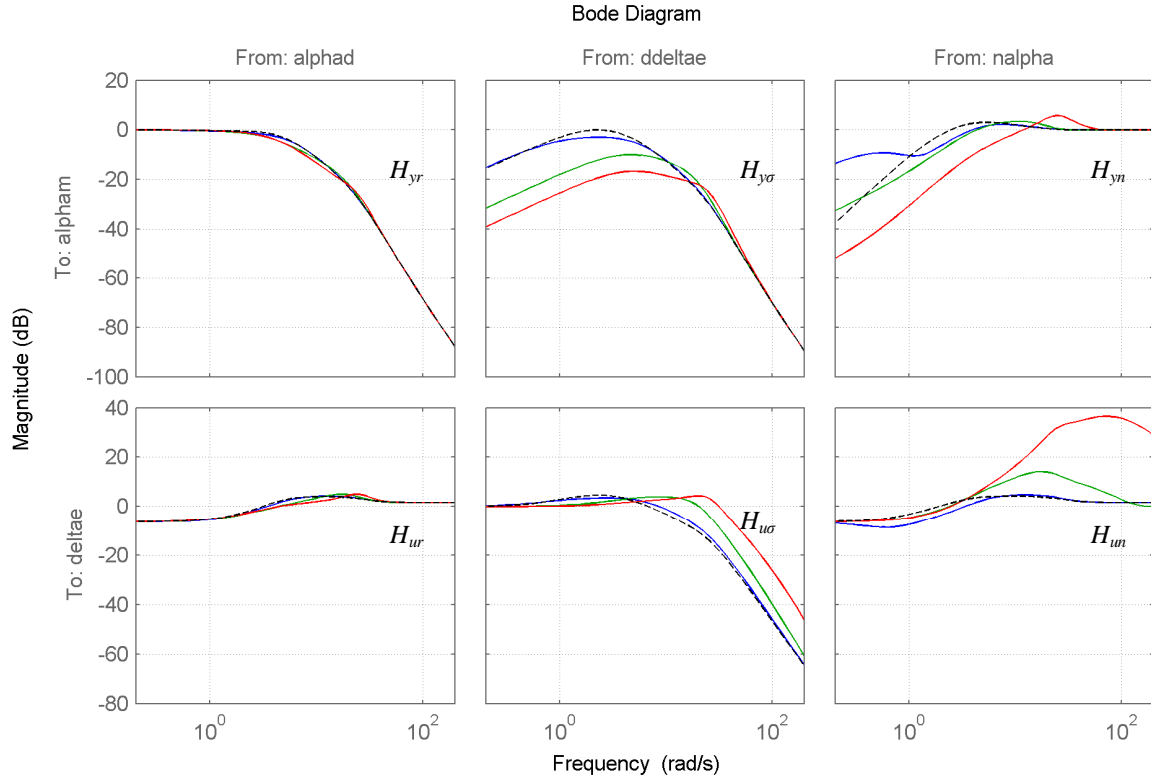 Bode Diagram
From: alphad
From: ddeltae
From: nalpha
To: alpham
20
0
-20
-40
-60
-80
-100
H_yr
H_yσ
H_yn
Magnitude (dB)
To: deltae
40
20
0
-20
-40
-60
-80
H_ur
H_uσ
H_un
10^0
10^2
10^0
10^2
10^0
10^2
Frequency (rad/s)